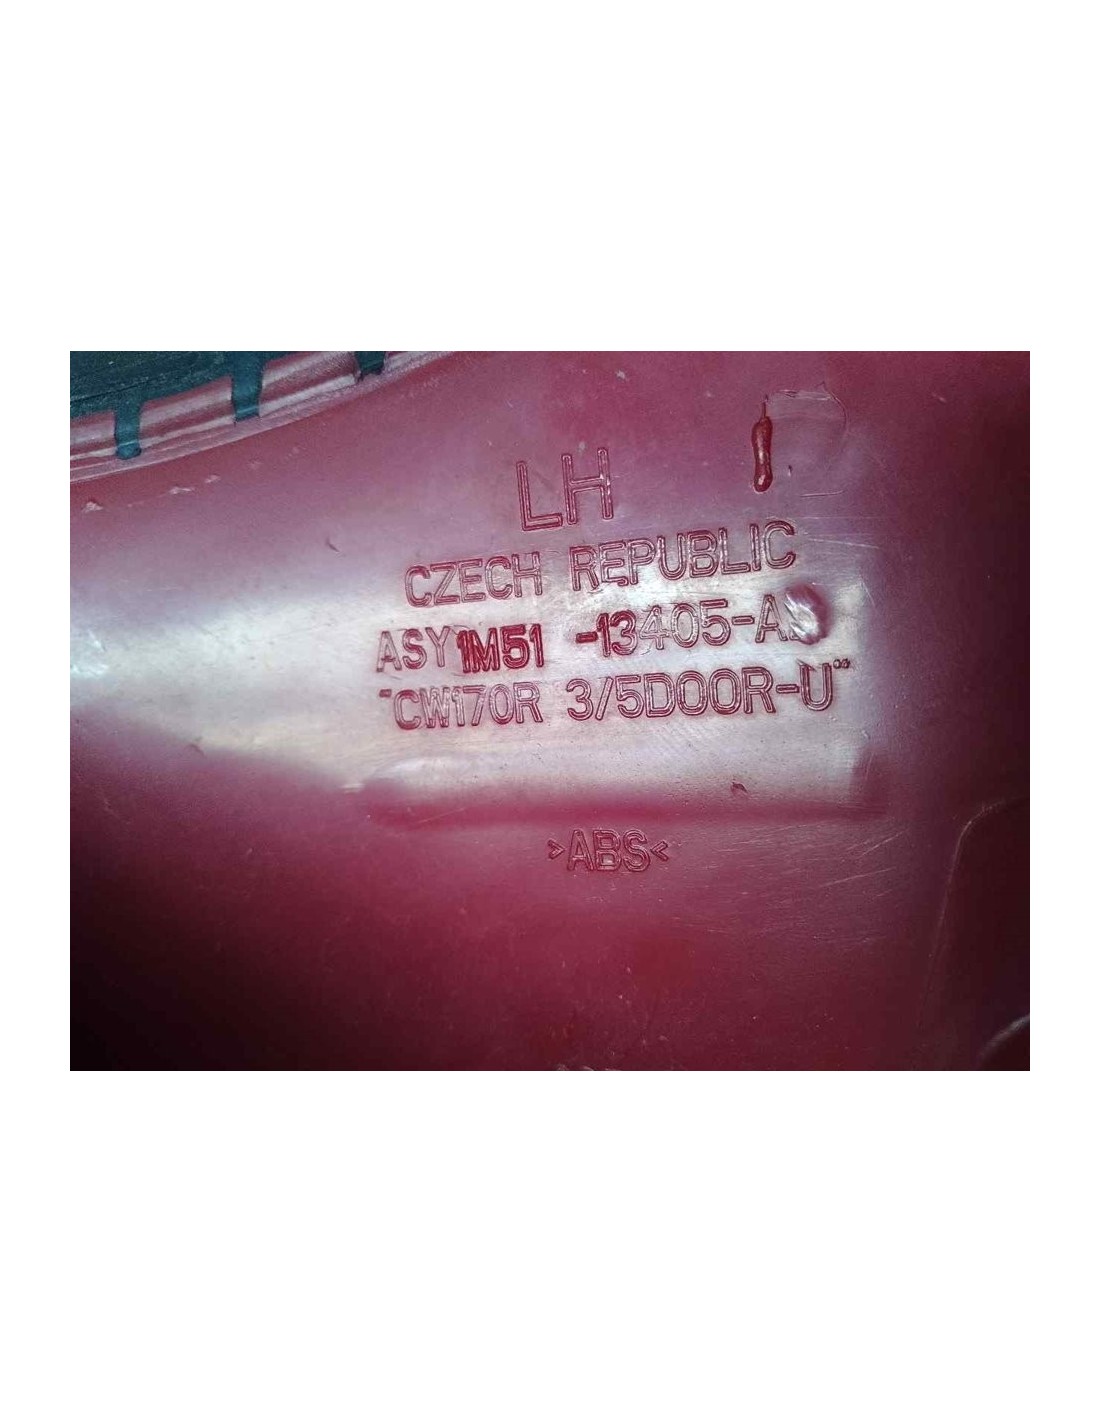 LH
CZECH REPUBLIC
ASY 1M51 -13405-A
"CW170R 3/5DOOR-U"
>ABS<